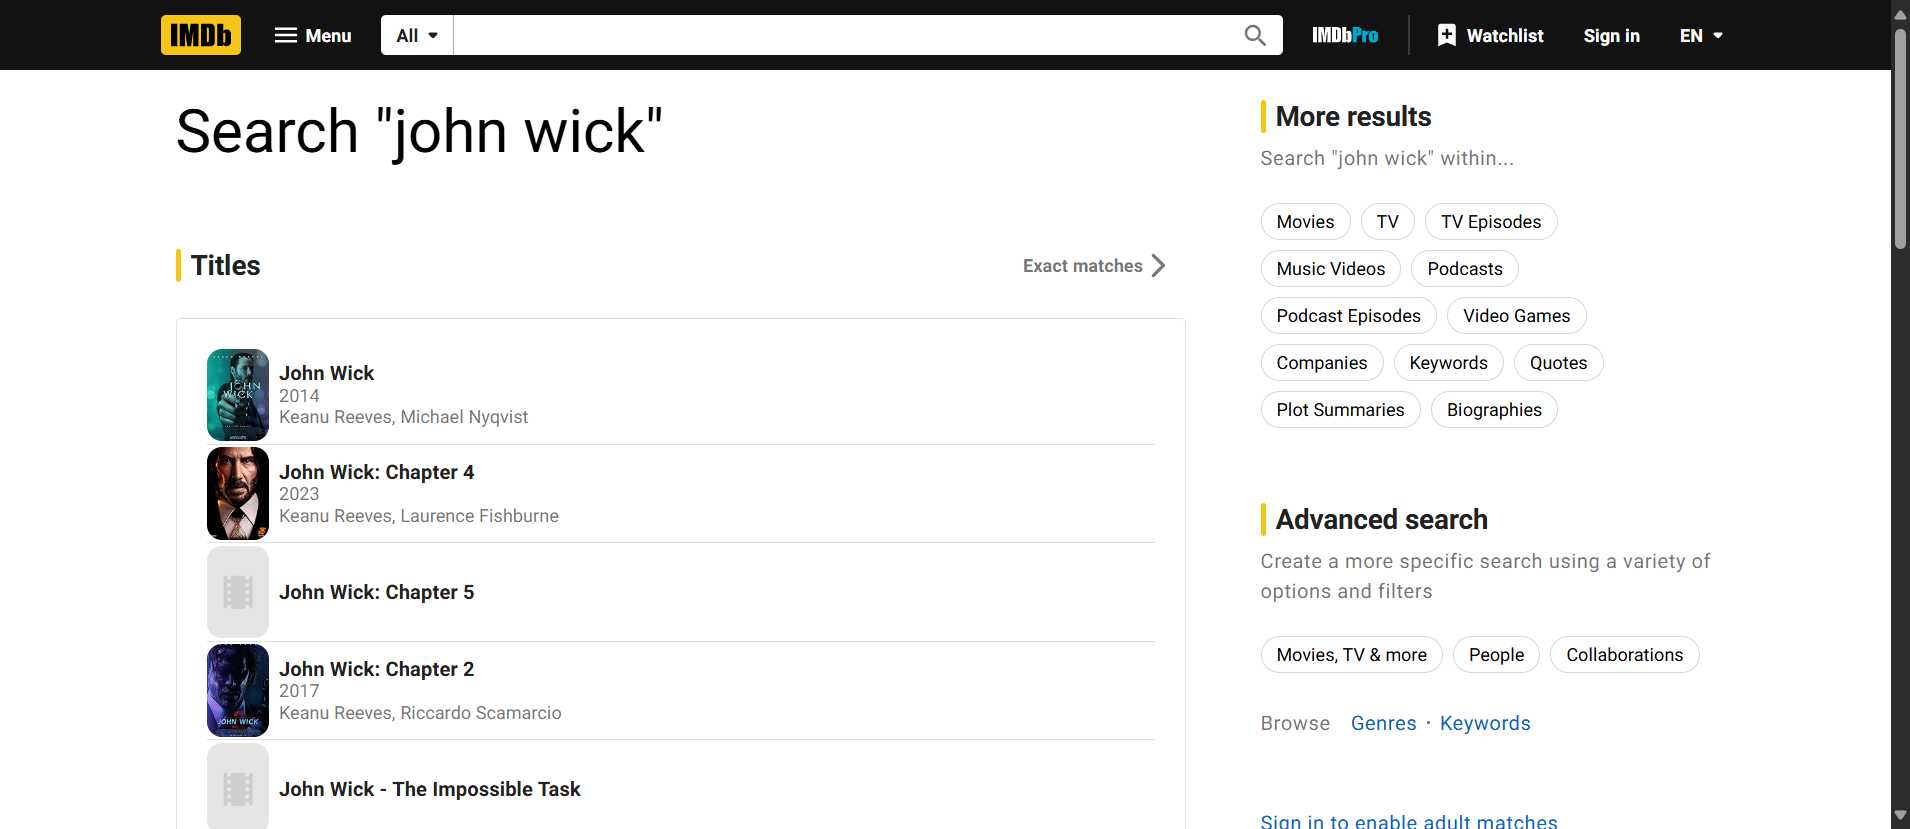 IMDb
Menu
All
IMDbPro
Watchlist
Sign in
EN
Search "john wick"
Titles
Exact matches
John Wick
2014
Keanu Reeves, Michael Nyqvist
John Wick: Chapter 4
2023
Keanu Reeves, Laurence Fishburne
John Wick: Chapter 5
John Wick: Chapter 2
2017
Keanu Reeves, Riccardo Scamarcio
JOHN WICK
John Wick - The Impossible Task
More results
Search "john wick" within...
Movies
TV
TV Episodes
Music Videos
Podcasts
Podcast Episodes
Video Games
Companies
Keywords
Quotes
Plot Summaries
Biographies
Advanced search
Create a more specific search using a variety of
options and filters
Movies, TV & more
People
Collaborations
Browse Genres · Keywords
Sign in to enable adult matches